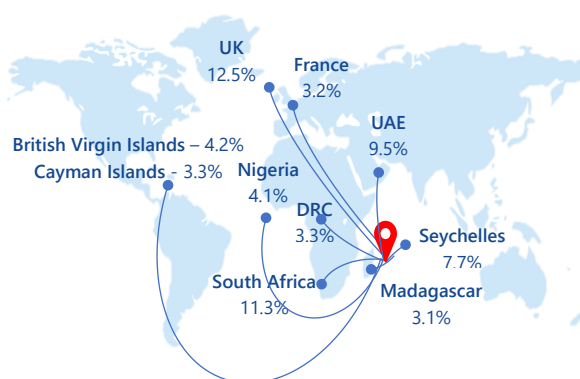 UK
12.5%
France
3.2%
UAE
9.5%
British Virgin Islands – 4.2%
Cayman Islands - 3.3%
Nigeria
4.1%
DRC
3.3%
Seychelles
7.7%
South Africa
11.3%
Madagascar
3.1%